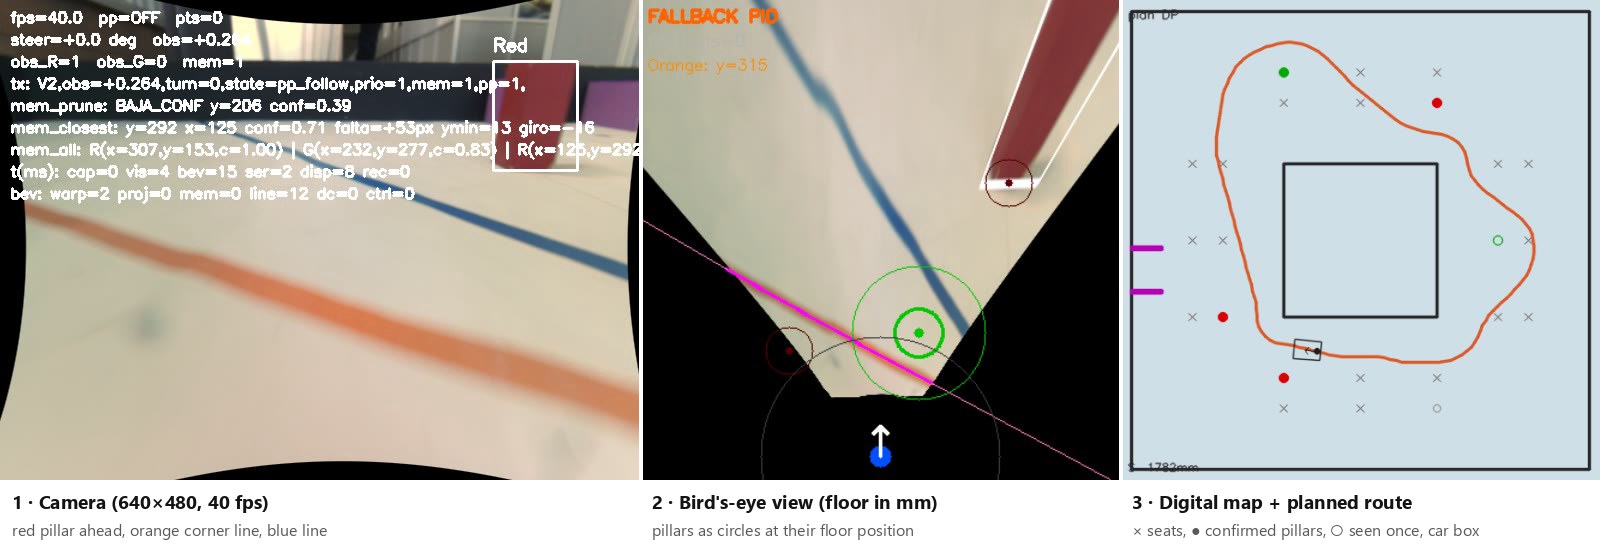 fps=40.0 pp=OFF pts=0
steer=+0.0 deg obs=+0.264
obs_R=1 obs_G=0 mem=1
tx: V2,obs=+0.264,turn=0,state=pp_follow,prio=1,mem=1,pp=1,
mem_prune: BAJA_CONF y=206 conf=0.39
mem_closest: y=292 x=125 conf=0.71 falta=+53px ymin=13 giro=-16
mem_all: R(x=307,y=153,c=1.00) | G(x=232,y=277,c=0.83) | R(x=125,y=292
t(ms): cap=0 vis=4 bev=15 ser=2 disp=8 rec=0
bev: warp=2 proj=0 mem=0 line=12 dc=0 ctrl=0
Red
FALLBACK PID
Orange: y=315
plan DP
S 1782mm
1 · Camera (640×480, 40 fps)
red pillar ahead, orange corner line, blue line
2 · Bird's-eye view (floor in mm)
pillars as circles at their floor position
3 · Digital map + planned route
× seats, ● confirmed pillars, ○ seen once, car box